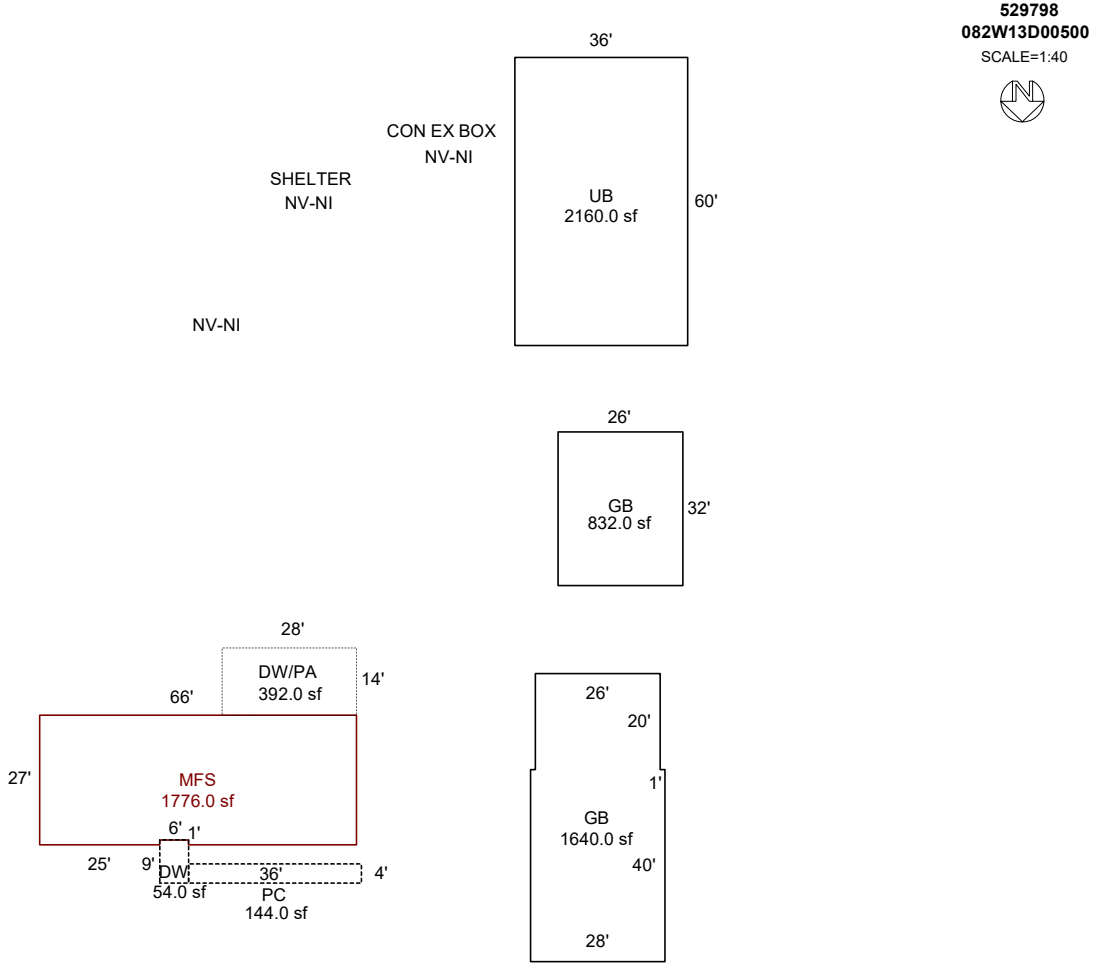 529798
082W13D00500
SCALE=1:40
N
36'
CON EX BOX
NV-NI
SHELTER
NV-NI
UB
2160.0 sf
60'
NV-NI
26'
GB
832.0 sf
32'
28'
DW/PA
392.0 sf
14'
66'
27'
MFS
1776.0 sf
6'
1'
25'
9'
DW
54.0 sf
36'
4'
PC
144.0 sf
26'
20'
1'
GB
1640.0 sf
40'
28'